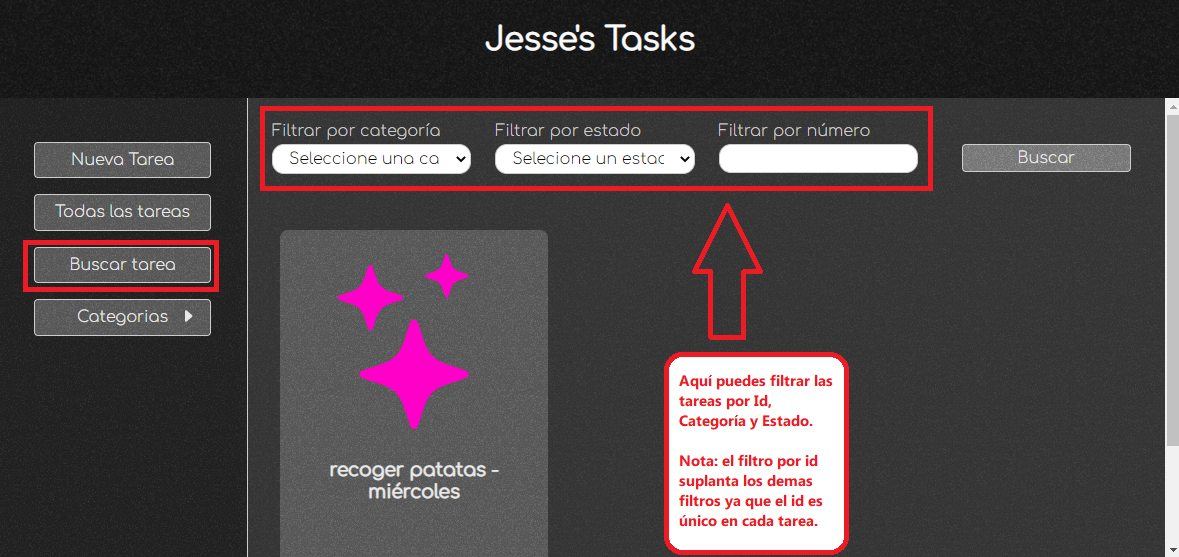 Jesse's Tasks
Nueva Tarea
Todas las tareas
Buscar tarea
Categorias
Filtrar por categoría
Seleccione una ca
Filtrar por estado
Selecione un estac
Filtrar por número
Buscar
recoger patatas -
miércoles
Aquí puedes filtrar las
tareas por Id,
Categoría y Estado.
Nota: el filtro por id
suplanta los demas
filtros ya que el id es
único en cada tarea.